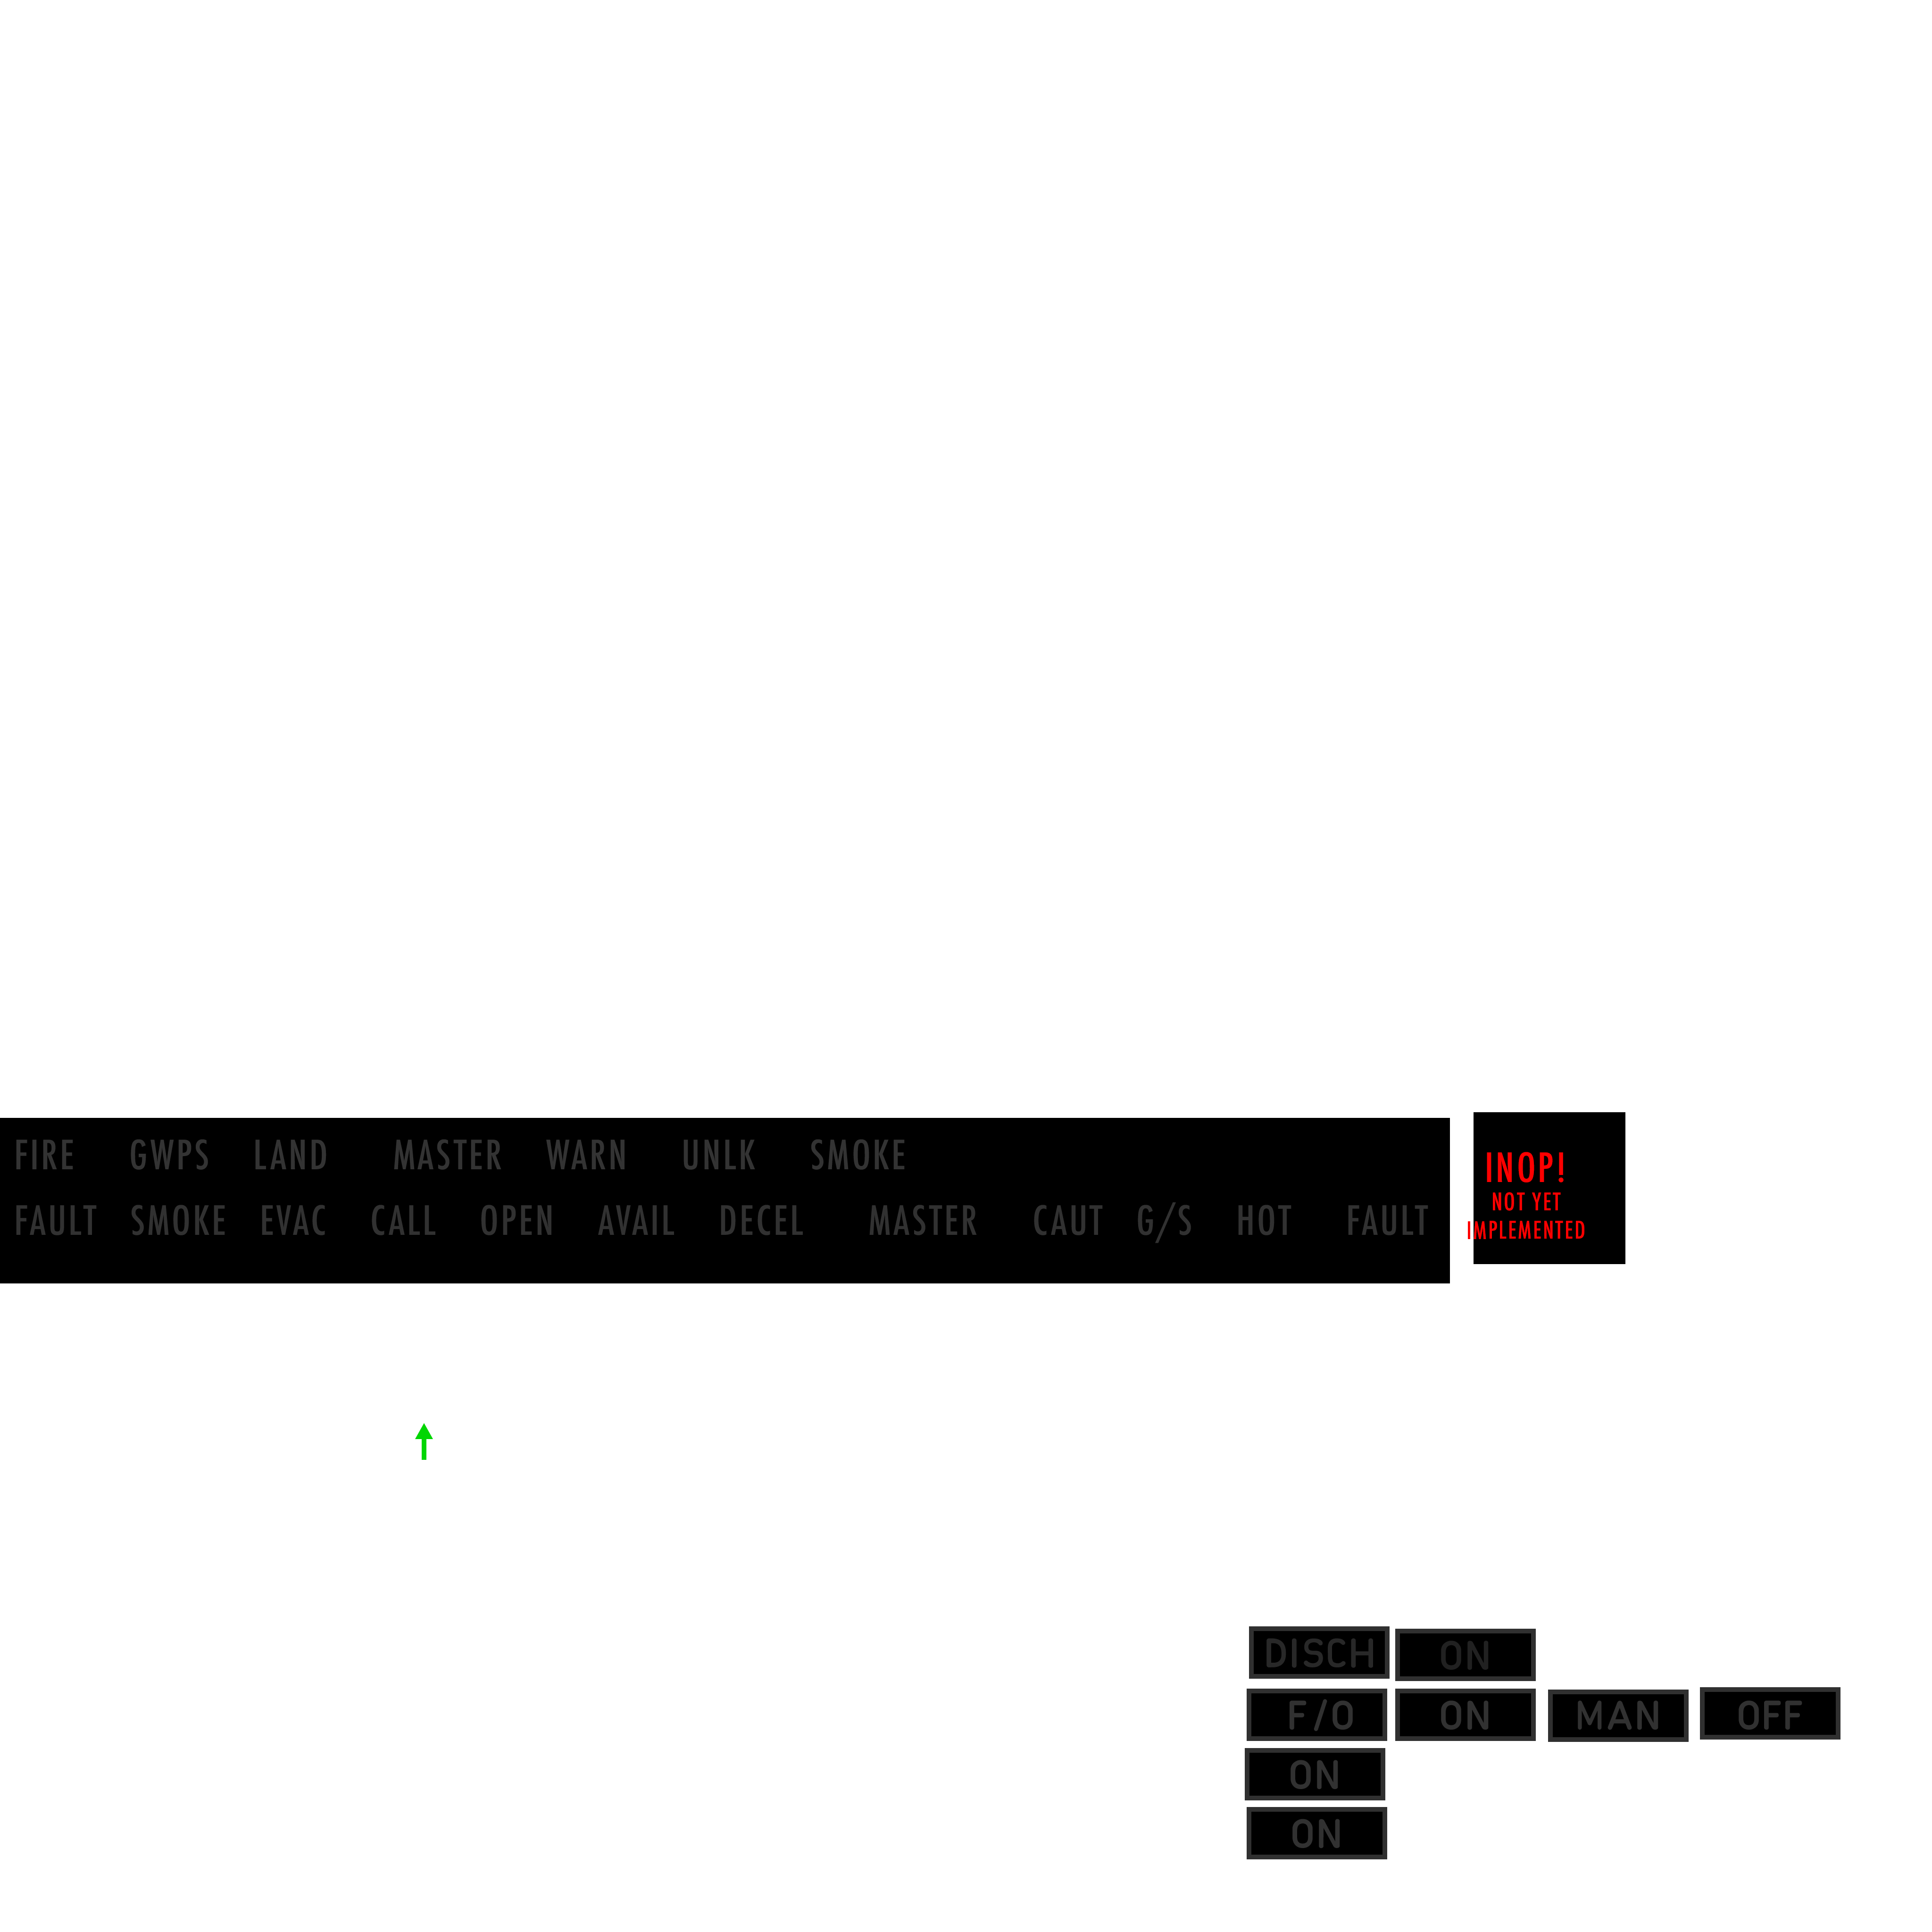 FIRE GWPS LAND MASTER WARN UNLK SMOKE
FAULT SMOKE EVAC CALL OPEN AVAIL DECEL MASTER CAUT G/S HOT FAULT
INOP!
NOT YET
IMPLEMENTED
DISCH ON
F/O ON MAN OFF
ON
ON